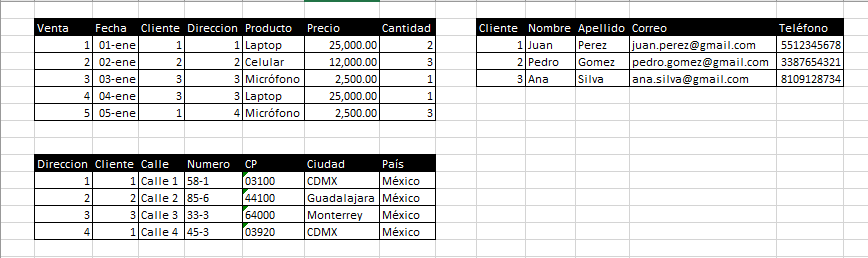 Venta Fecha Cliente Direccion Producto Precio Cantidad
1 01-ene 1 1 Laptop 25,000.00 2
2 02-ene 2 2 Celular 12,000.00 3
3 03-ene 3 3 Micrófono 2,500.00 1
4 04-ene 3 3 Laptop 25,000.00 1
5 05-ene 1 4 Micrófono 2,500.00 3
Cliente Nombre Apellido Correo Teléfono
1 Juan Perez juan.perez@gmail.com 5512345678
2 Pedro Gomez pedro.gomez@gmail.com 3387654321
3 Ana Silva ana.silva@gmail.com 8109128734
Direccion Cliente Calle Numero CP Ciudad País
1 1 Calle 1 58-1 03100 CDMX México
2 2 Calle 2 85-6 44100 Guadalajara México
3 3 Calle 3 33-3 64000 Monterrey México
4 1 Calle 4 45-3 03920 CDMX México